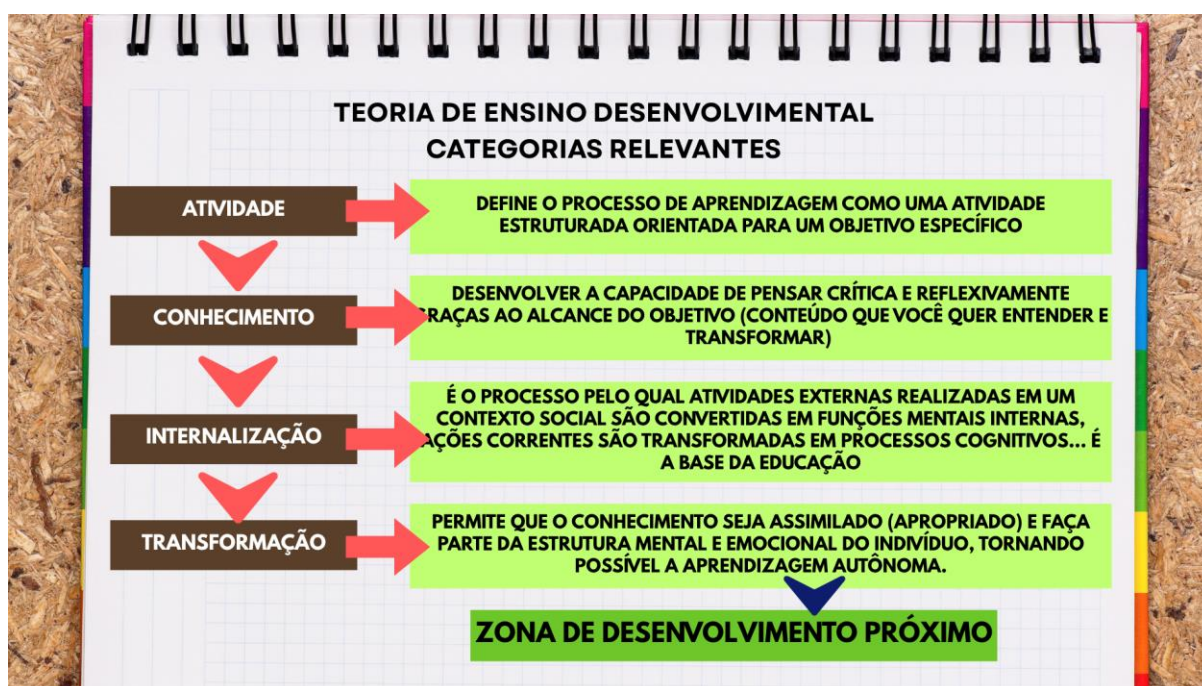 TEORIA DE ENSINO DESENVOLVIMENTAL
CATEGORIAS RELEVANTES
ATIVIDADE
DEFINE O PROCESSO DE APRENDIZAGEM COMO UMA ATIVIDADE
ESTRUTURADA ORIENTADA PARA UM OBJETIVO ESPECÍFICO
CONHECIMENTO
DESENVOLVER A CAPACIDADE DE PENSAR CRÍTICA E REFLEXIVAMENTE
GRAÇAS AO ALCANCE DO OBJETIVO (CONTEÚDO QUE VOCÊ QUER ENTENDER E
TRANSFORMAR)
INTERNALIZAÇÃO
É O PROCESSO PELO QUAL ATIVIDADES EXTERNAS REALIZADAS EM UM
CONTEXTO SOCIAL SÃO CONVERTIDAS EM FUNÇÕES MENTAIS INTERNAS,
AÇÕES CORRENTES SÃO TRANSFORMADAS EM PROCESSOS COGNITIVOS... É
A BASE DA EDUCAÇÃO
TRANSFORMAÇÃO
PERMITE QUE O CONHECIMENTO SEJA ASSIMILADO (APROPRIADO) E FAÇA
PARTE DA ESTRUTURA MENTAL E EMOCIONAL DO INDIVÍDUO, TORNANDO
POSSÍVEL A APRENDIZAGEM AUTÔNOMA.
ZONA DE DESENVOLVIMENTO PRÓXIMO